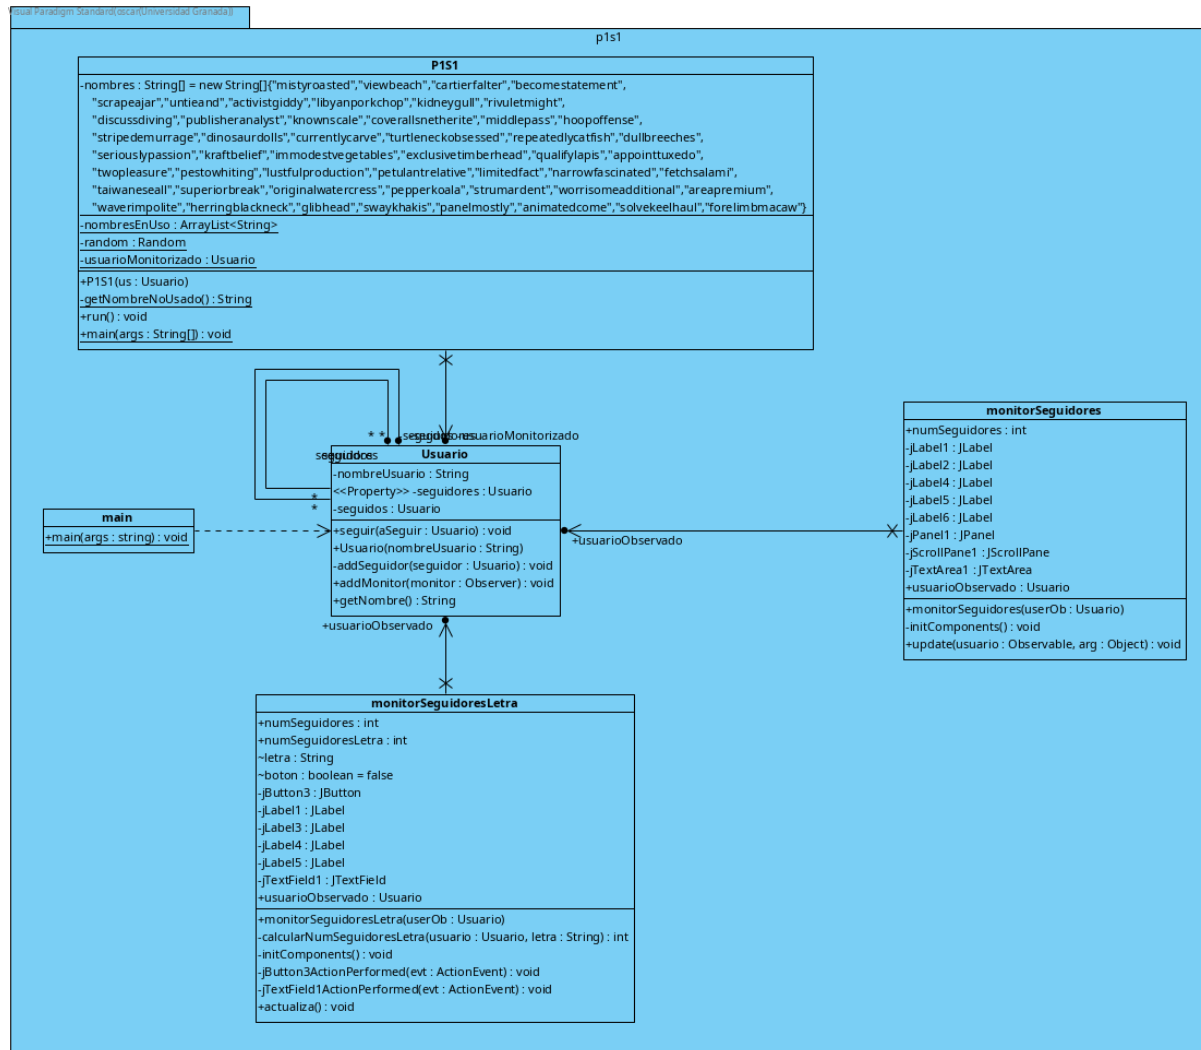 Visual Paradigm Standard(oscar(Universidad Granada))
p1s1
P1S1
-nombres : String[] = new String[]{"mistyroasted","viewbeach","cartierfalter","becomestatement",
"scrapeajar","untieand","activistgiddy","libyanporkchop","kidneygull","rivuletmight",
"discussdiving","publisheranalyst","knownscale","coverallsnetherite","middlepass","hoopoffense",
"stripedemurrage","dinosaurdolls","currentlycarve","turtleneckobsessed","repeatedlycatfish","dullbreeches",
"seriouslypassion","kraftbelief","immodestvegetables","exclusivetimberhead","qualifylapis","appointtuxedo",
"twopleasure","pestowhiting","lustfulproduction","petulantrelative","limitedfact","narrowfascinated","fetchsalami",
"taiwaneseall","superiorbreak","originalwatercress","pepperkoala","strumardent","worrisomeadditional","areapremium",
"waverimpolite","herringblackneck","glibhead","swaykhakis","panelmostly","animatedcome","solvekeelhaul","forelimbmacaw"}
-nombresEnUso : ArrayList<String>
-random : Random
-usuarioMonitorizado : Usuario
+P1S1(us : Usuario)
-getNombreNoUsado() : String
+run() : void
+main(args : String[]) : void
* *
-usuarioMonitorizado
Usuario
-nombreUsuario : String
<<Property>> -seguidores : Usuario
-seguidos : Usuario
+seguir(aSeguir : Usuario) : void
+Usuario(nombreUsuario : String)
-addSeguidor(seguidor : Usuario) : void
+addMonitor(monitor : Observer) : void
+getNombre() : String
*
*
main
+main(args : string) : void
+usuarioObservado
+usuarioObservado
monitorSeguidores
+numSeguidores : int
-jLabel1 : JLabel
-jLabel2 : JLabel
-jLabel4 : JLabel
-jLabel5 : JLabel
-jLabel6 : JLabel
-jPanel1 : JPanel
-jScrollPane1 : JScrollPane
-jTextArea1 : JTextArea
+usuarioObservado : Usuario
+monitorSeguidores(userOb : Usuario)
-initComponents() : void
+update(usuario : Observable, arg : Object) : void
monitorSeguidoresLetra
+numSeguidores : int
+numSeguidoresLetra : int
~letra : String
~boton : boolean = false
-jButton3 : JButton
-jLabel1 : JLabel
-jLabel3 : JLabel
-jLabel4 : JLabel
-jLabel5 : JLabel
-jTextField1 : JTextField
+usuarioObservado : Usuario
+monitorSeguidoresLetra(userOb : Usuario)
-calcularNumSeguidoresLetra(usuario : Usuario, letra : String) : int
-initComponents() : void
-jButton3ActionPerformed(evt : ActionEvent) : void
-jTextField1ActionPerformed(evt : ActionEvent) : void
+actualiza() : void